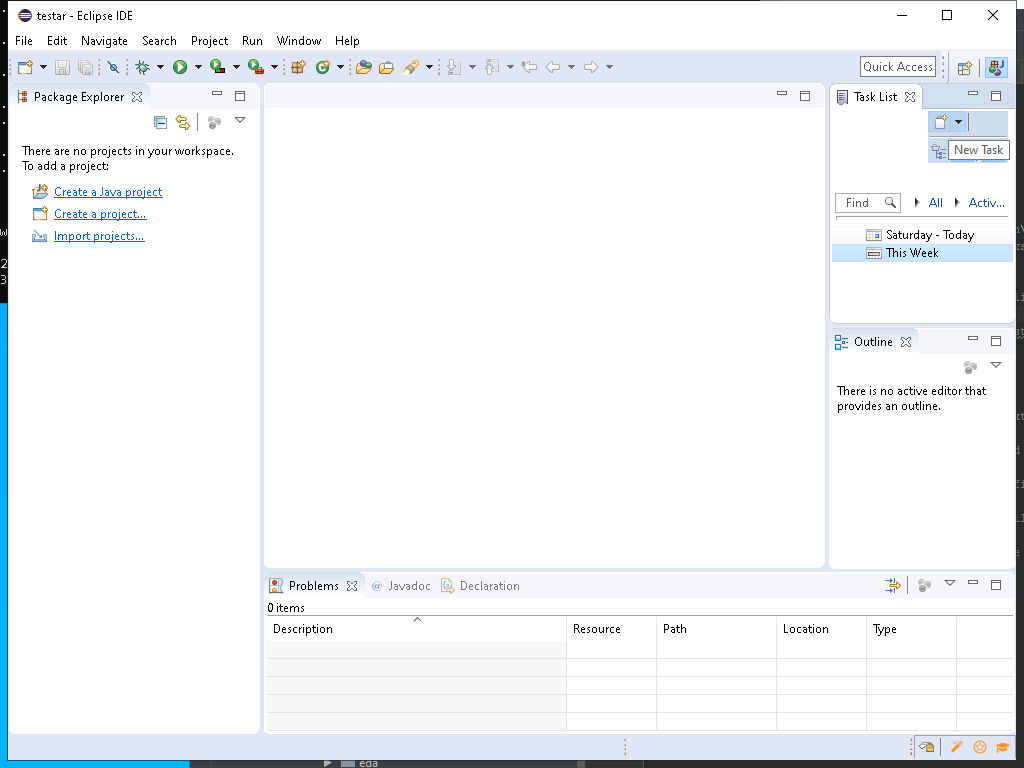 testar - Eclipse IDE
File Edit Navigate Search Project Run Window Help
Quick Access
Package Explorer
There are no projects in your workspace.
To add a project:
Create a Java project
Create a project...
Import projects...
Task List
New Task
Find All Activ...
Saturday - Today
This Week
Outline
There is no active editor that
provides an outline.
Problems @ Javadoc Declaration
0 items
Description Resource Path Location Type
eda